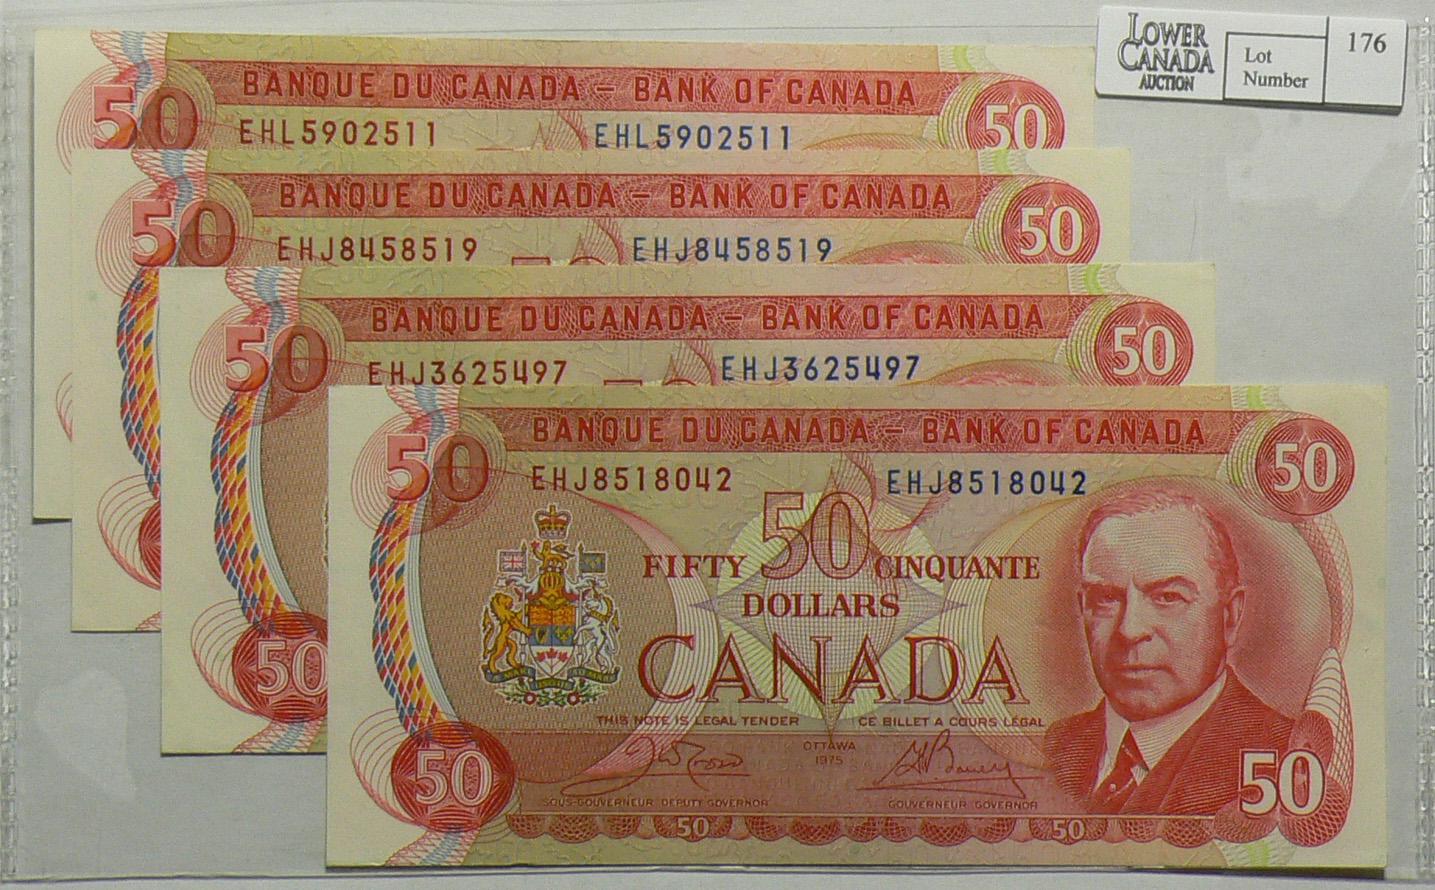 LOWER
CANADA
AUCTION
Lot
Number
176
50
BANQUE DU CANADA – BANK OF CANADA
50
EHL5902511 EHL5902511
50
BANQUE DU CANADA – BANK OF CANADA
50
EHJ8458519 EHJ8458519
50
BANQUE DU CANADA – BANK OF CANADA
50
EHJ3625497 EHJ3625497
50
50
BANQUE DU CANADA – BANK OF CANADA
50
EHJ8518042 EHJ8518042
50
FIFTY CINQUANTE
DOLLARS
CANADA
THIS NOTE IS LEGAL TENDER CE BILLET A COURS LÉGAL
OTTAWA
1975
50
50
SOUS-GOUVERNEUR DEPUTY GOVERNOR GOUVERNEUR GOVERNOR
50 50